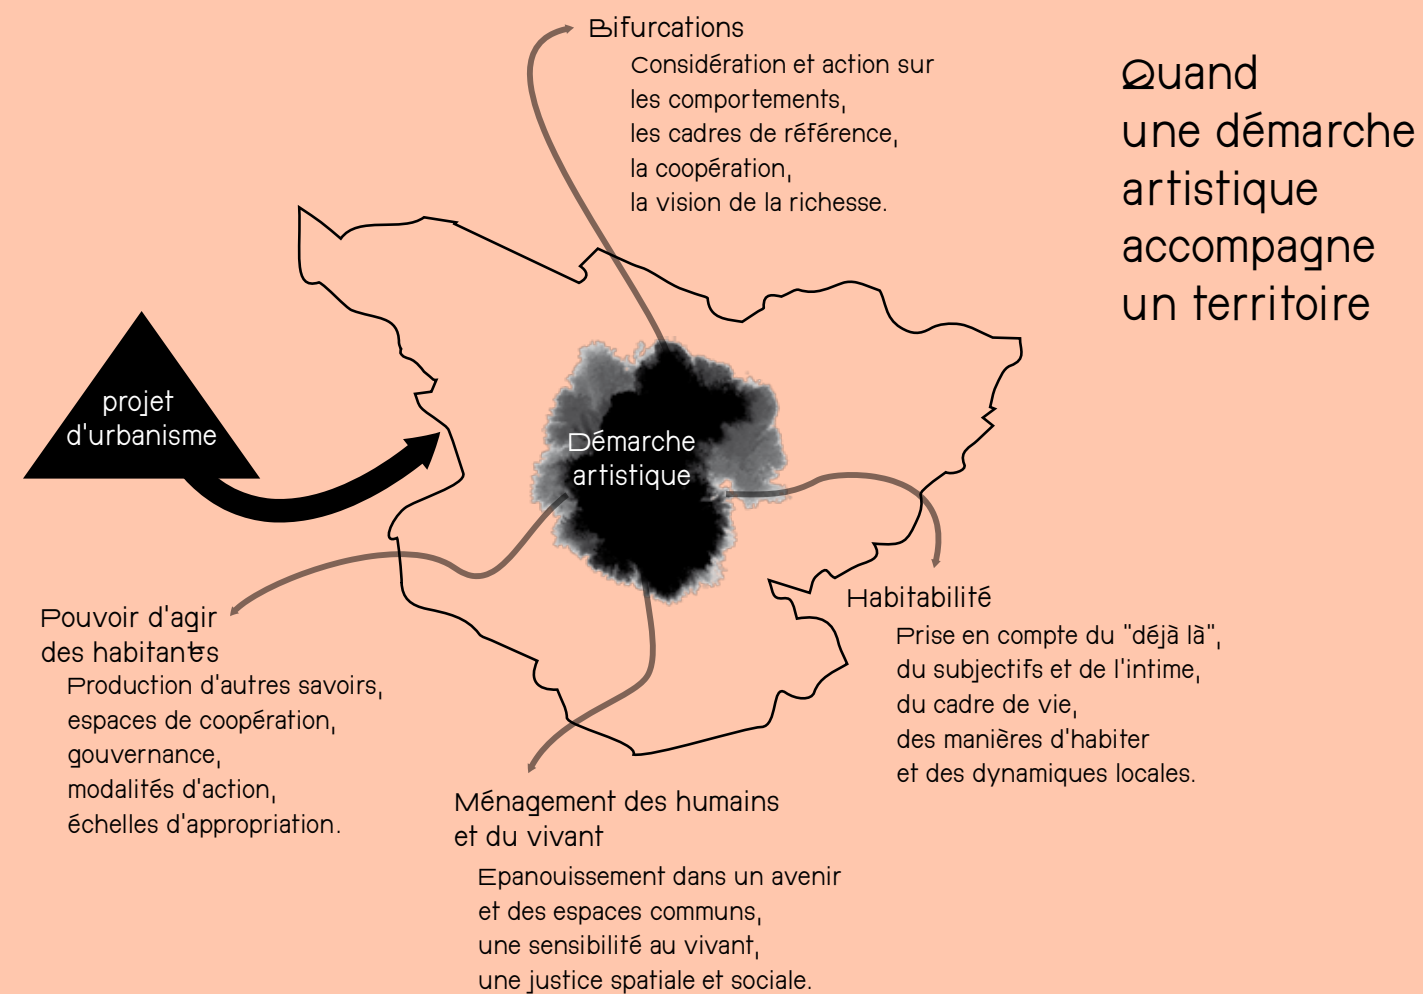 Quand
une démarche
artistique
accompagne
un territoire
Bifurcations
Considération et action sur
les comportements,
les cadres de référence,
la coopération,
la vision de la richesse.
projet
d'urbanisme
Démarche
artistique
Pouvoir d'agir
des habitantes
Production d'autres savoirs,
espaces de coopération,
gouvernance,
modalités d'action,
échelles d'appropriation.
Habitabilité
Prise en compte du "déjà là",
du subjectifs et de l'intime,
du cadre de vie,
des manières d'habiter
et des dynamiques locales.
Ménagement des humains
et du vivant
Epanouissement dans un avenir
et des espaces communs,
une sensibilité au vivant,
une justice spatiale et sociale.